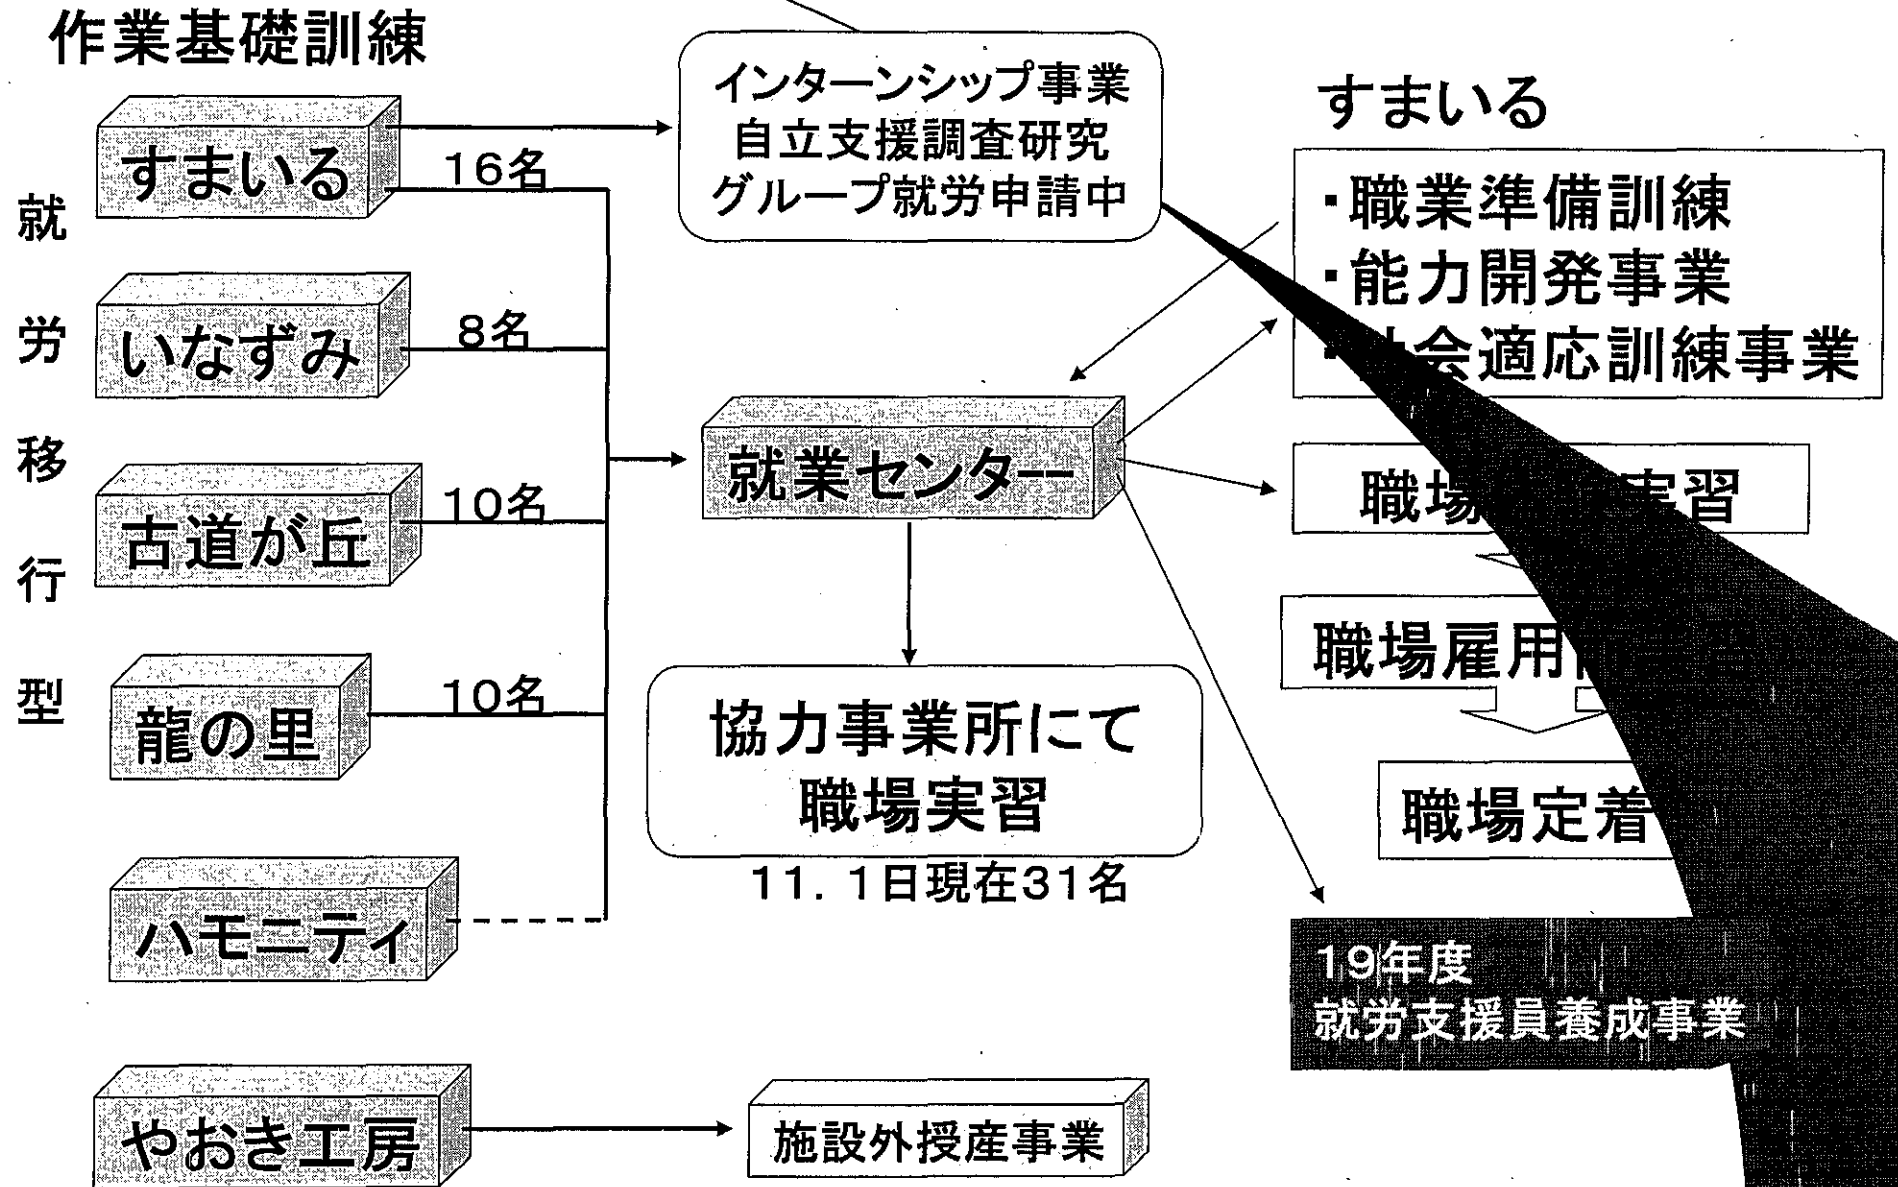 作業基礎訓練
就労移行型
すまいる
16名
いなずみ
8名
古道が丘
10名
龍の里
10名
ハモニティ
やおき工房
インターンシップ事業
自立支援調査研究
グループ就労申請中
就業センター
協力事業所にて
職場実習
11.1日現在31名
施設外授産事業
すまいる
・職業準備訓練
・能力開発事業
会適応訓練事業
職場
実習
職場雇用
職場定着
19年度
就労支援員養成事業